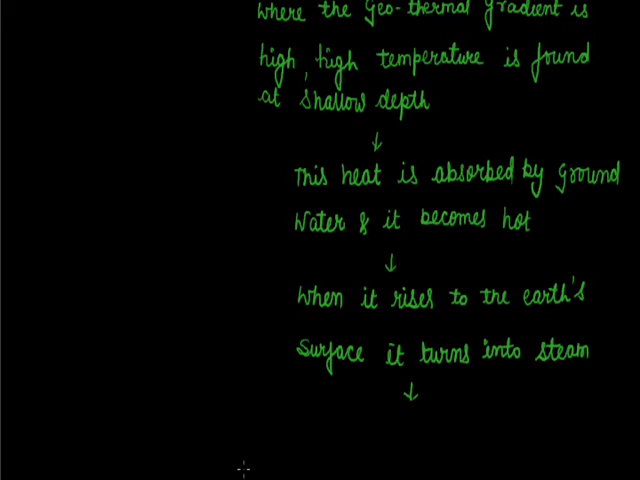 Where the Geo-thermal Gradient is
high, high temperature is found
at shallow depth
↓
This heat is absorbed by Ground
Water & it becomes hot
↓
When it rises to the earth's
Surface it turns into steam
↓